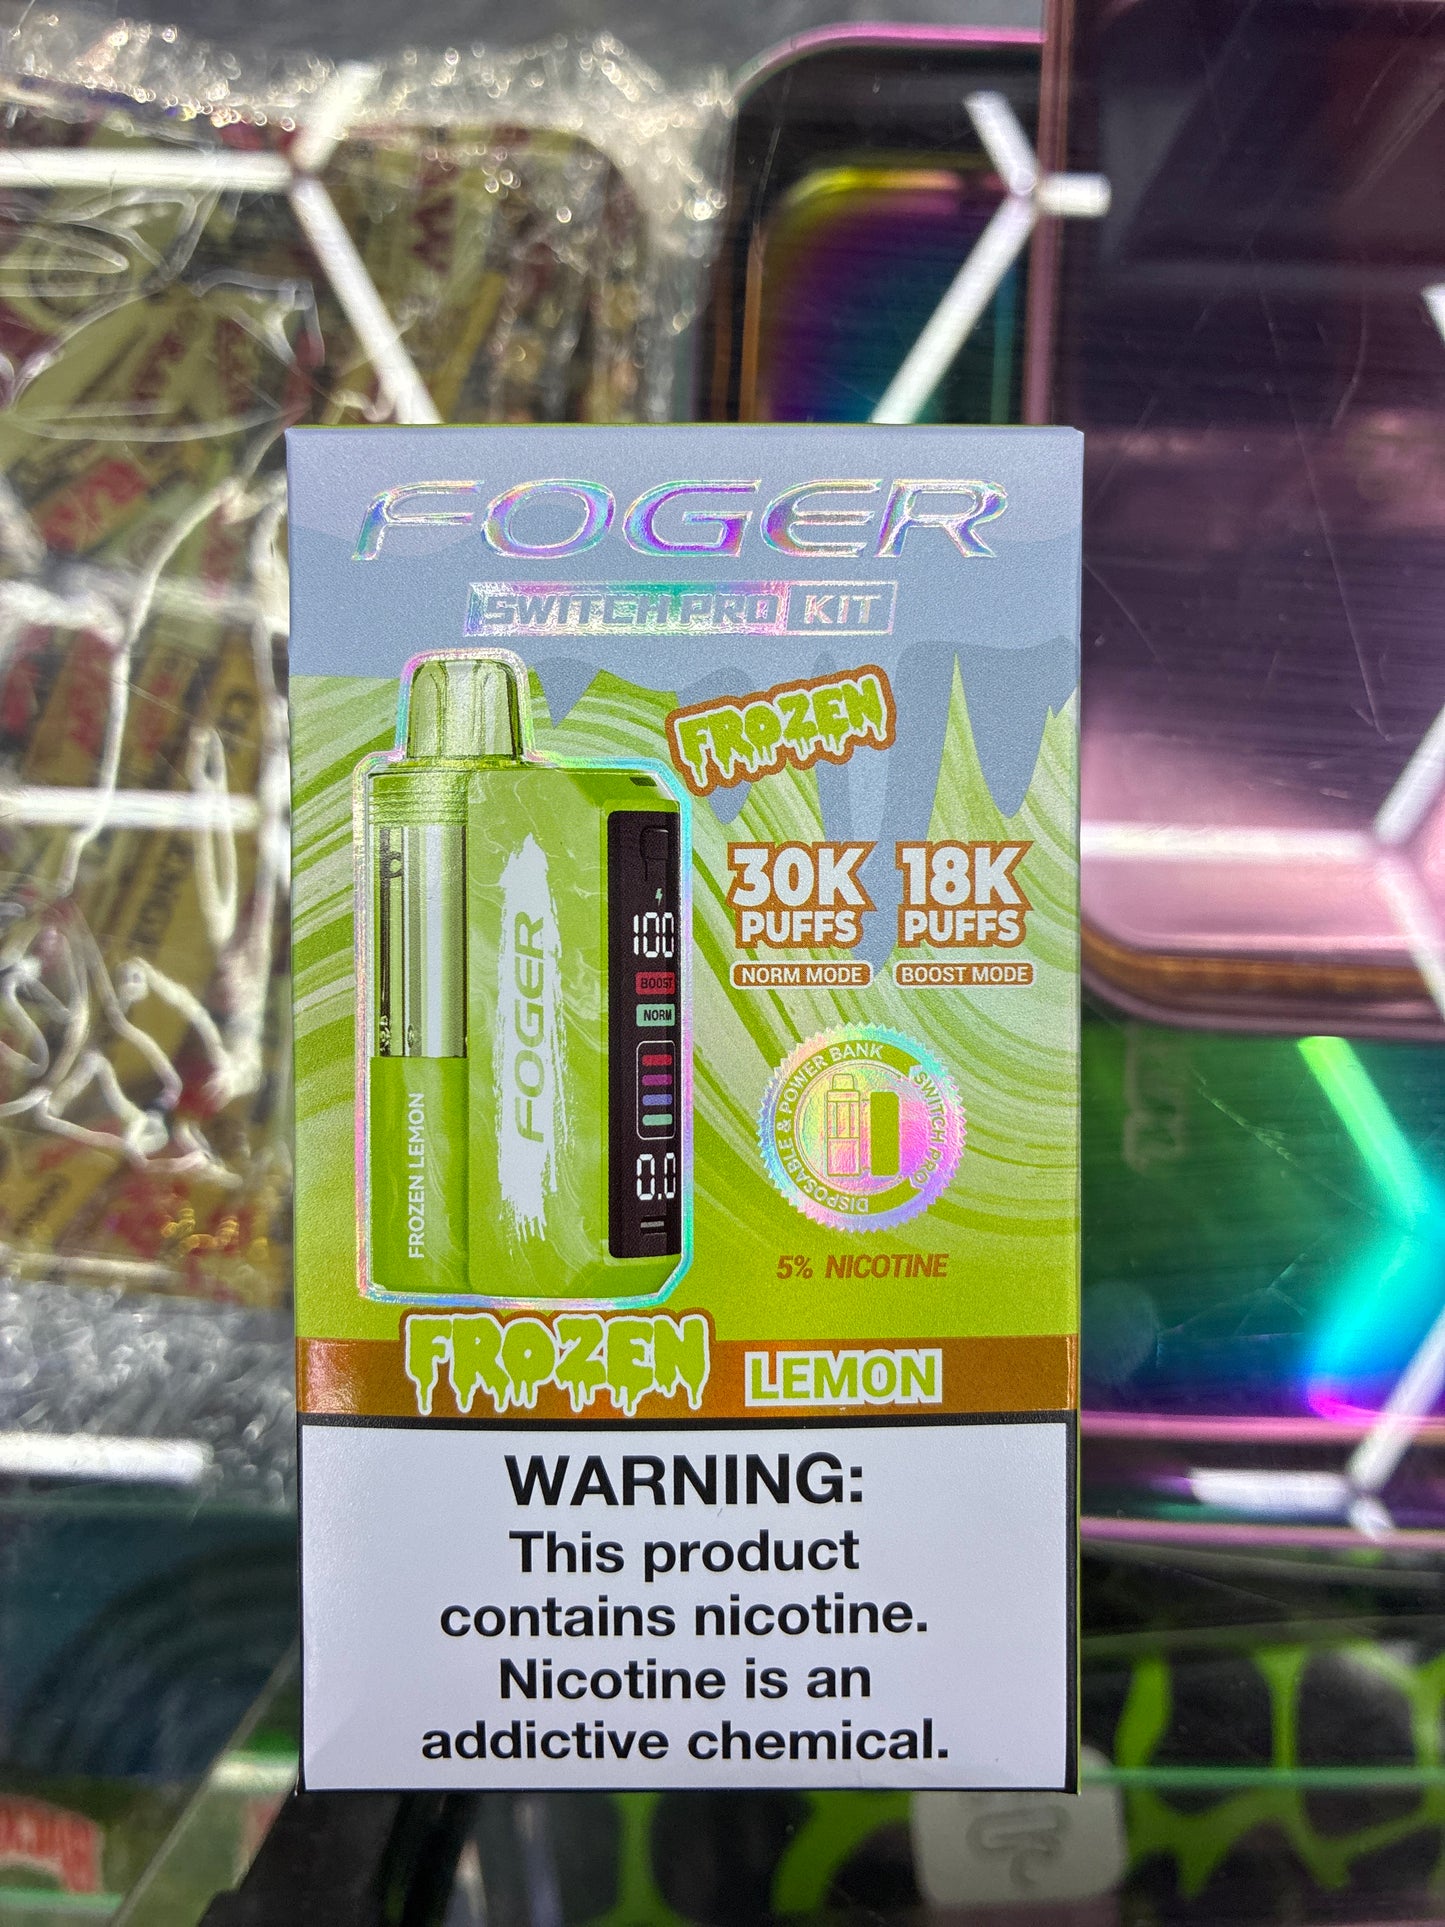 FOGER
SWITCH PRO KIT
FROZEN
30K 18K
PUFFS PUFFS
NORM MODE BOOST MODE
100
BOOST
NORM
FOGER
0.0
FROZEN LEMON
DISPOSABLE & POWER BANK SWITCH PRO
5% NICOTINE
FROZEN LEMON
WARNING:
This product
contains nicotine.
Nicotine is an
addictive chemical.
RAW